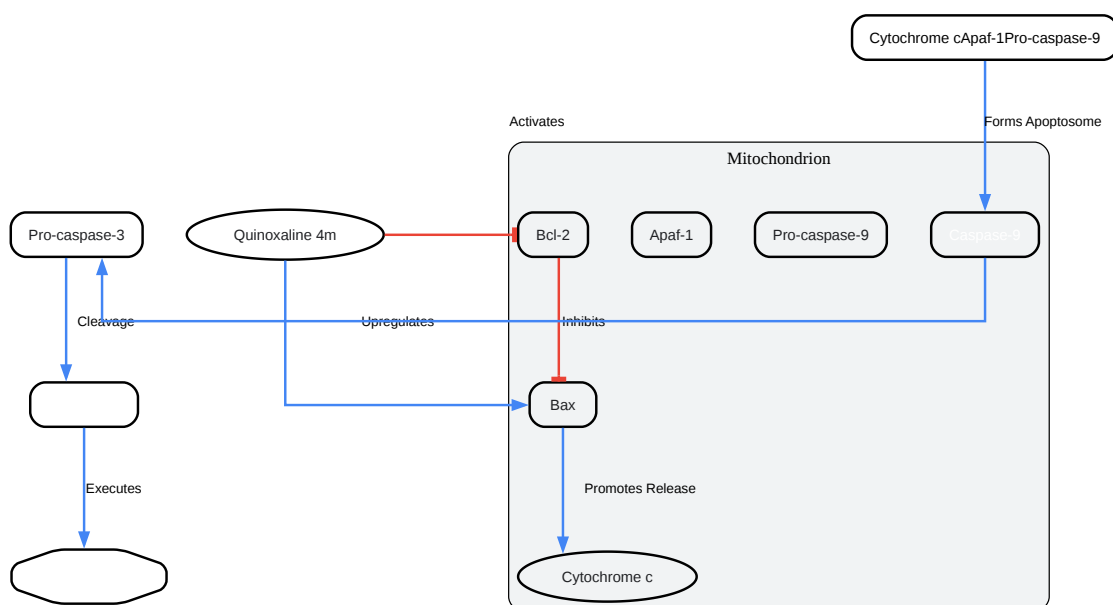 Cytochrome cApaf-1Pro-caspase-9
Activates
Forms Apoptosome
Mitochondrion
Pro-caspase-3
Quinoxaline 4m
Bcl-2
Apaf-1
Pro-caspase-9
Caspase-9
Cleavage
Upregulates
Inhibits
Bax
Executes
Promotes Release
Cytochrome c